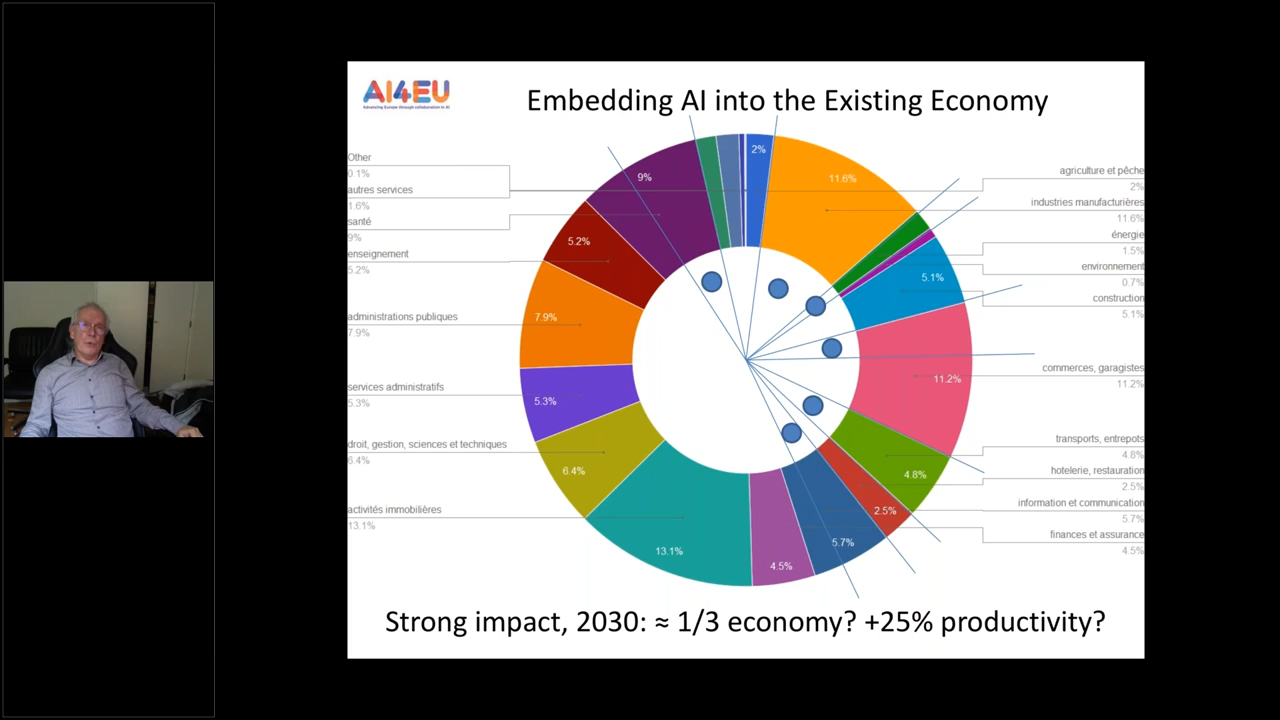 AI4EU
Advancing Europe through collaboration in AI
Embedding AI into the Existing Economy
Other
0.1%
autres services
1.6%
santé
9%
enseignement
5.2%
administrations publiques
7.9%
services administratifs
5.3%
droit, gestion, sciences et techniques
6.4%
activités immobilières
13.1%
2%
11.6%
5.1%
11.2%
4.8%
2.5%
5.7%
4.5%
13.1%
6.4%
5.3%
7.9%
5.2%
9%
agriculture et pêche
2%
industries manufacturières
11.6%
énergie
1.5%
environnement
0.7%
construction
5.1%
commerces, garagistes
11.2%
transports, entrepots
4.8%
hotelerie, restauration
2.5%
information et communication
5.7%
finances et assurance
4.5%
Strong impact, 2030: ≈ 1/3 economy? +25% productivity?